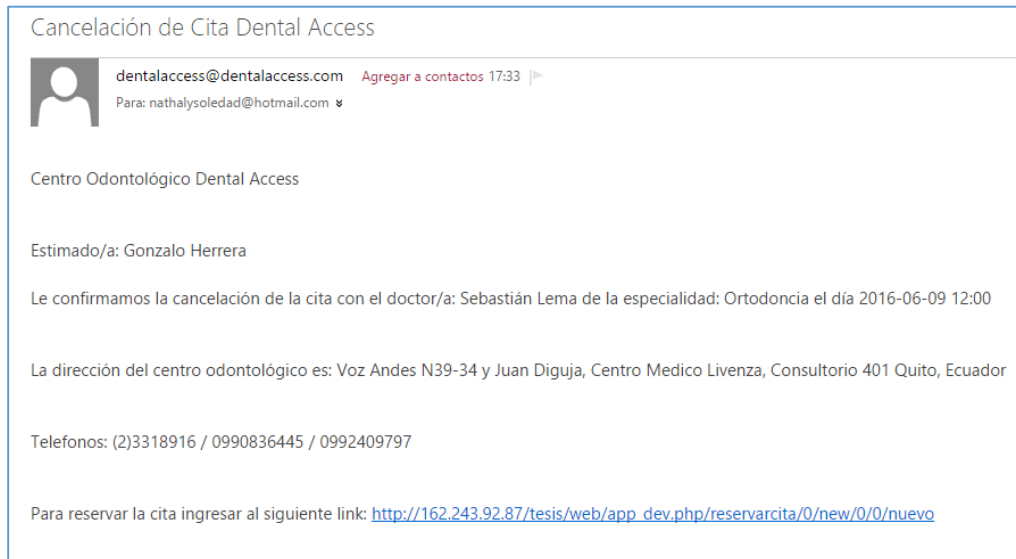 Cancelación de Cita Dental Access
dentalaccess@dentalaccess.com Agregar a contactos 17:33
Para: nathalysoledad@hotmail.com
Centro Odontológico Dental Access
Estimado/a: Gonzalo Herrera
Le confirmamos la cancelación de la cita con el doctor/a: Sebastián Lema de la especialidad: Ortodoncia el día 2016-06-09 12:00
La dirección del centro odontológico es: Voz Andes N39-34 y Juan Diguja, Centro Medico Livenza, Consultorio 401 Quito, Ecuador
Telefonos: (2)3318916 / 0990836445 / 0992409797
Para reservar la cita ingresar al siguiente link: http://162.243.92.87/tesis/web/app_dev.php/reservarcita/0/new/0/0/nuevo